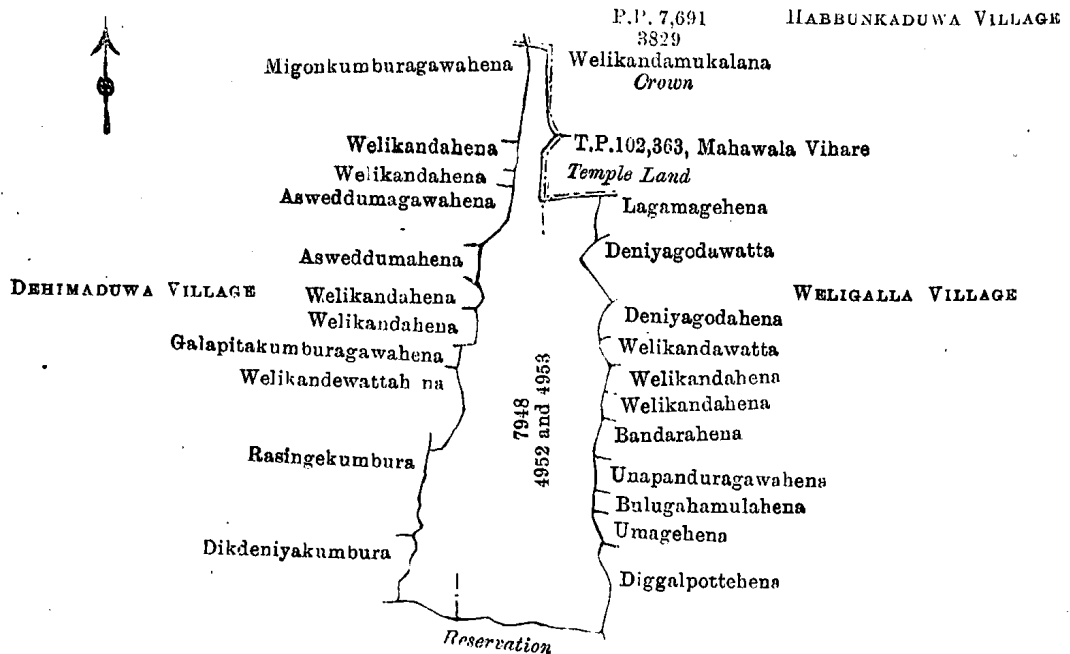 P.P. 7,691
3829
HABBUNKADUWA VILLAGE
Migonkumburagawahena
Welikandamukalana
Crown
Welikandahena
T.P. 102,363, Mahawala Vihare
Temple Land
Welikandahena
Asweddumagawahena
Lagamagehena
Asweddumahena
Deniyagodawatta
DEHIMADUWA VILLAGE
Welikandahena
WELIGALLA VILLAGE
Welikandahena
Deniyagodahena
Galapitakumburagawahena
Welikandawatta
Welikandewattah na
Welikandahena
Welikandahena
7948
4952 and 4953
Bandarahena
Rasingekumbura
Unapanduragawahena
Bulugahamulahena
Umagehena
Dikdeniyakumbura
Diggalpottehena
Reservation